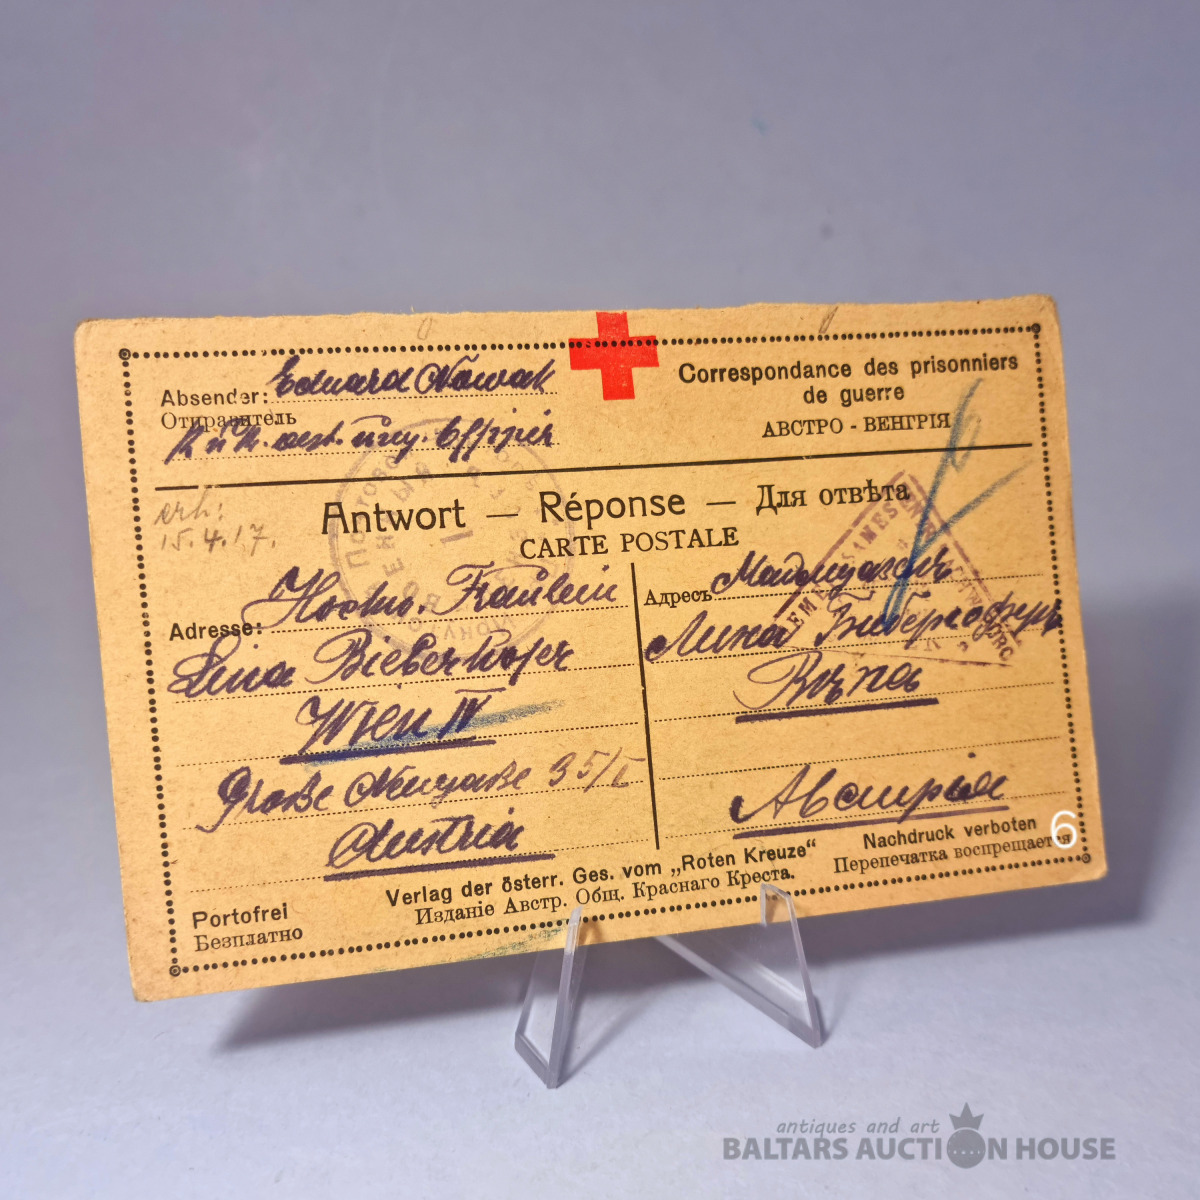 Absender: Eduard Nowak
Отправитель
K. u. K. oest. ung. Offizier
Correspondance des prisonniers
de guerre
АВСТРО - ВЕНГРІЯ
erh:
15.4.17.
Antwort — Réponse — Для отвѣта
CARTE POSTALE
Adresse: Fräulein
Lina Bieberhofer
Wien IV
Große Neugasse 35/I
Austria
Адресъ
Лина Биберхоферъ
Вѣна
Австрія
Nachdruck verboten
Перепечатка воспрещается
6
Verlag der österr. Ges. vom „Roten Kreuze“
Изданіе Австр. Общ. Краснаго Креста.
Portofrei
Безплатно
antiques and art
BALTARS AUCTION HOUSE